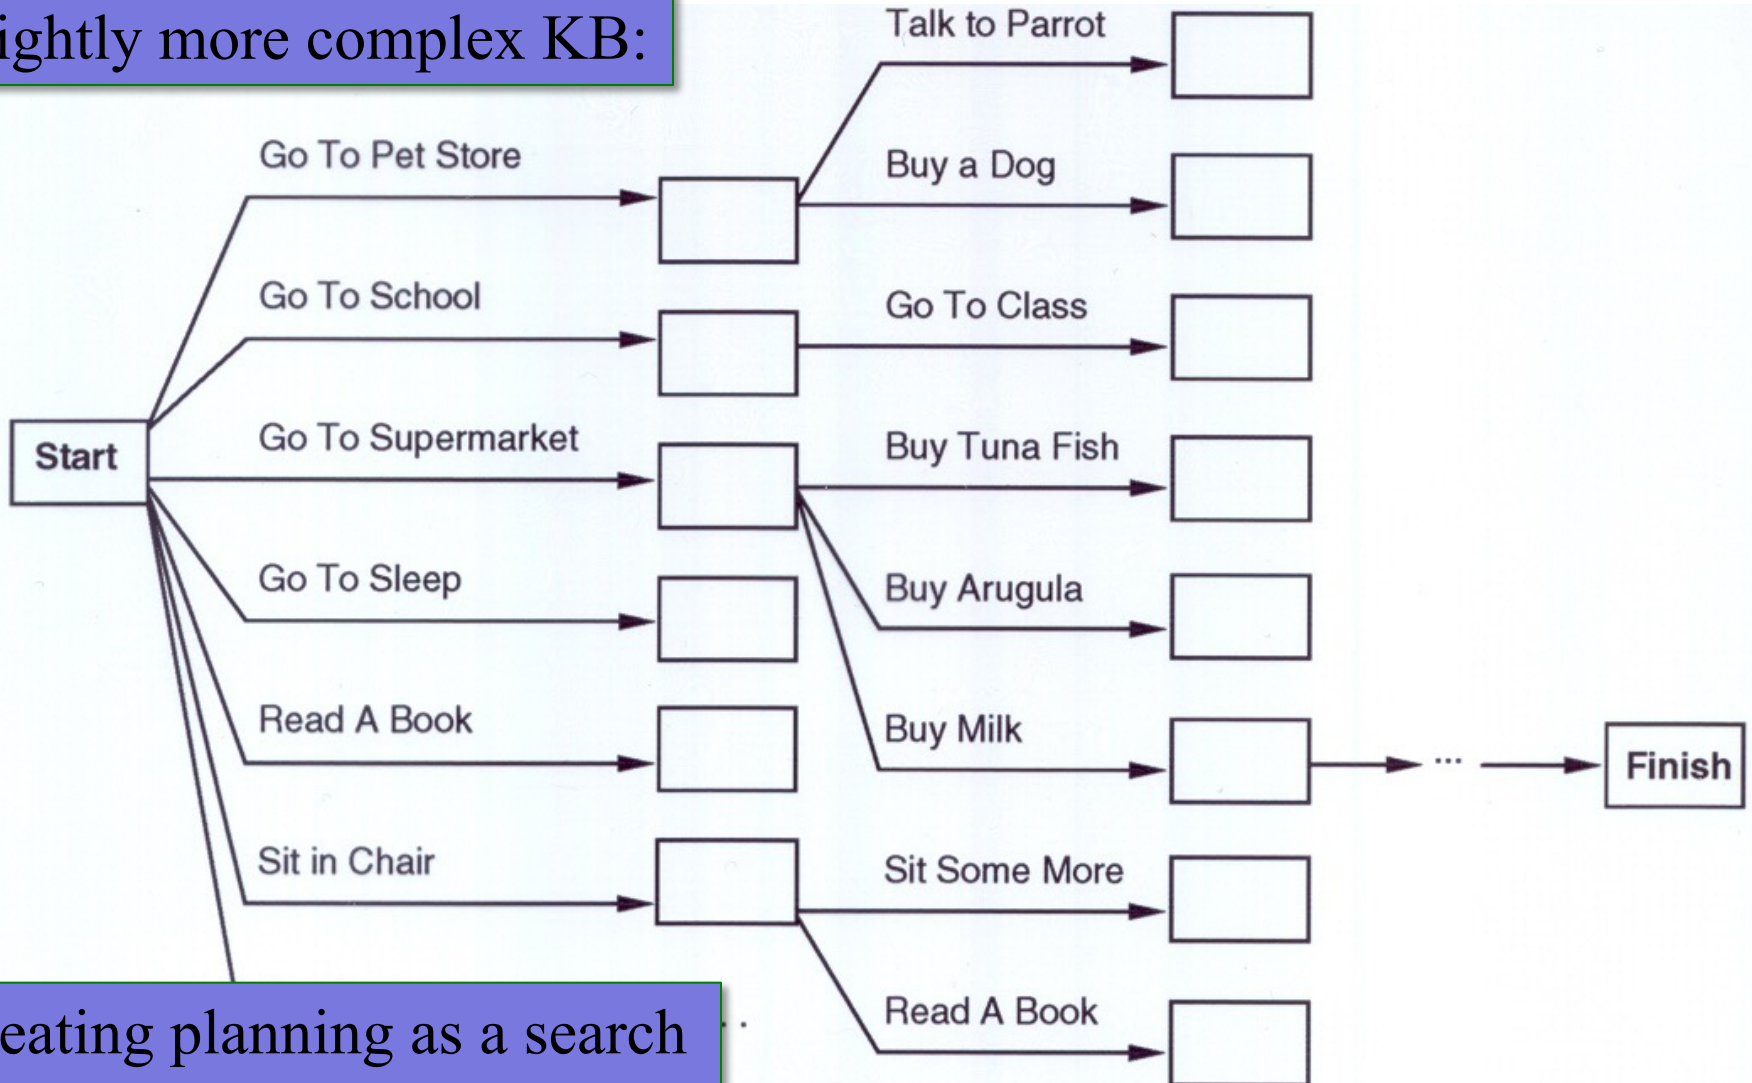 ightly more complex KB:
Talk to Parrot
Go To Pet Store
Buy a Dog
Go To School
Go To Class
Go To Supermarket
Start
Buy Tuna Fish
Go To Sleep
Buy Arugula
Read A Book
Buy Milk
...
Finish
Sit in Chair
Sit Some More
Read A Book
eating planning as a search
..